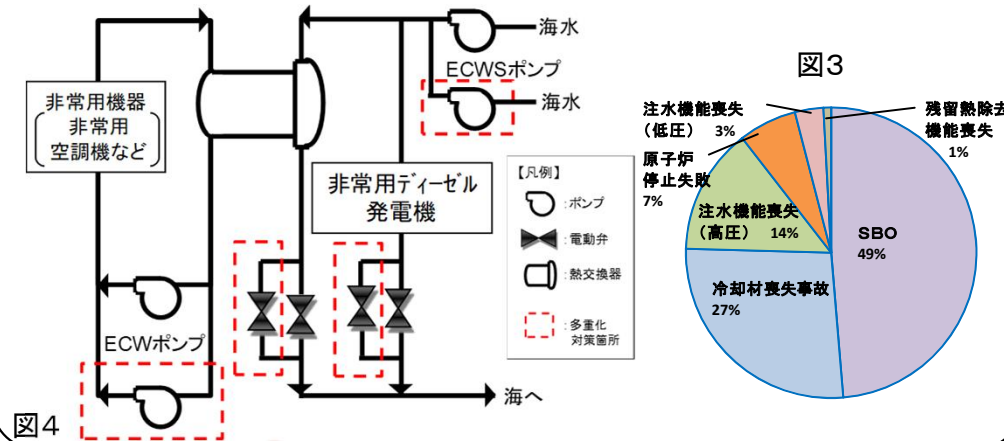 海水
ECWSポンプ
海水
非常用機器
非常用
空調機など
非常用ディーゼル
発電機
【凡例】
:ポンプ
:電動弁
:熱交換器
:多重化
対策箇所
ECWポンプ
海へ
図4
図3
注水機能喪失
(低圧) 3%
残留熱除去
機能喪失
1%
原子炉
停止失敗
7%
注水機能喪失
(高圧) 14%
SBO
49%
冷却材喪失事故
27%